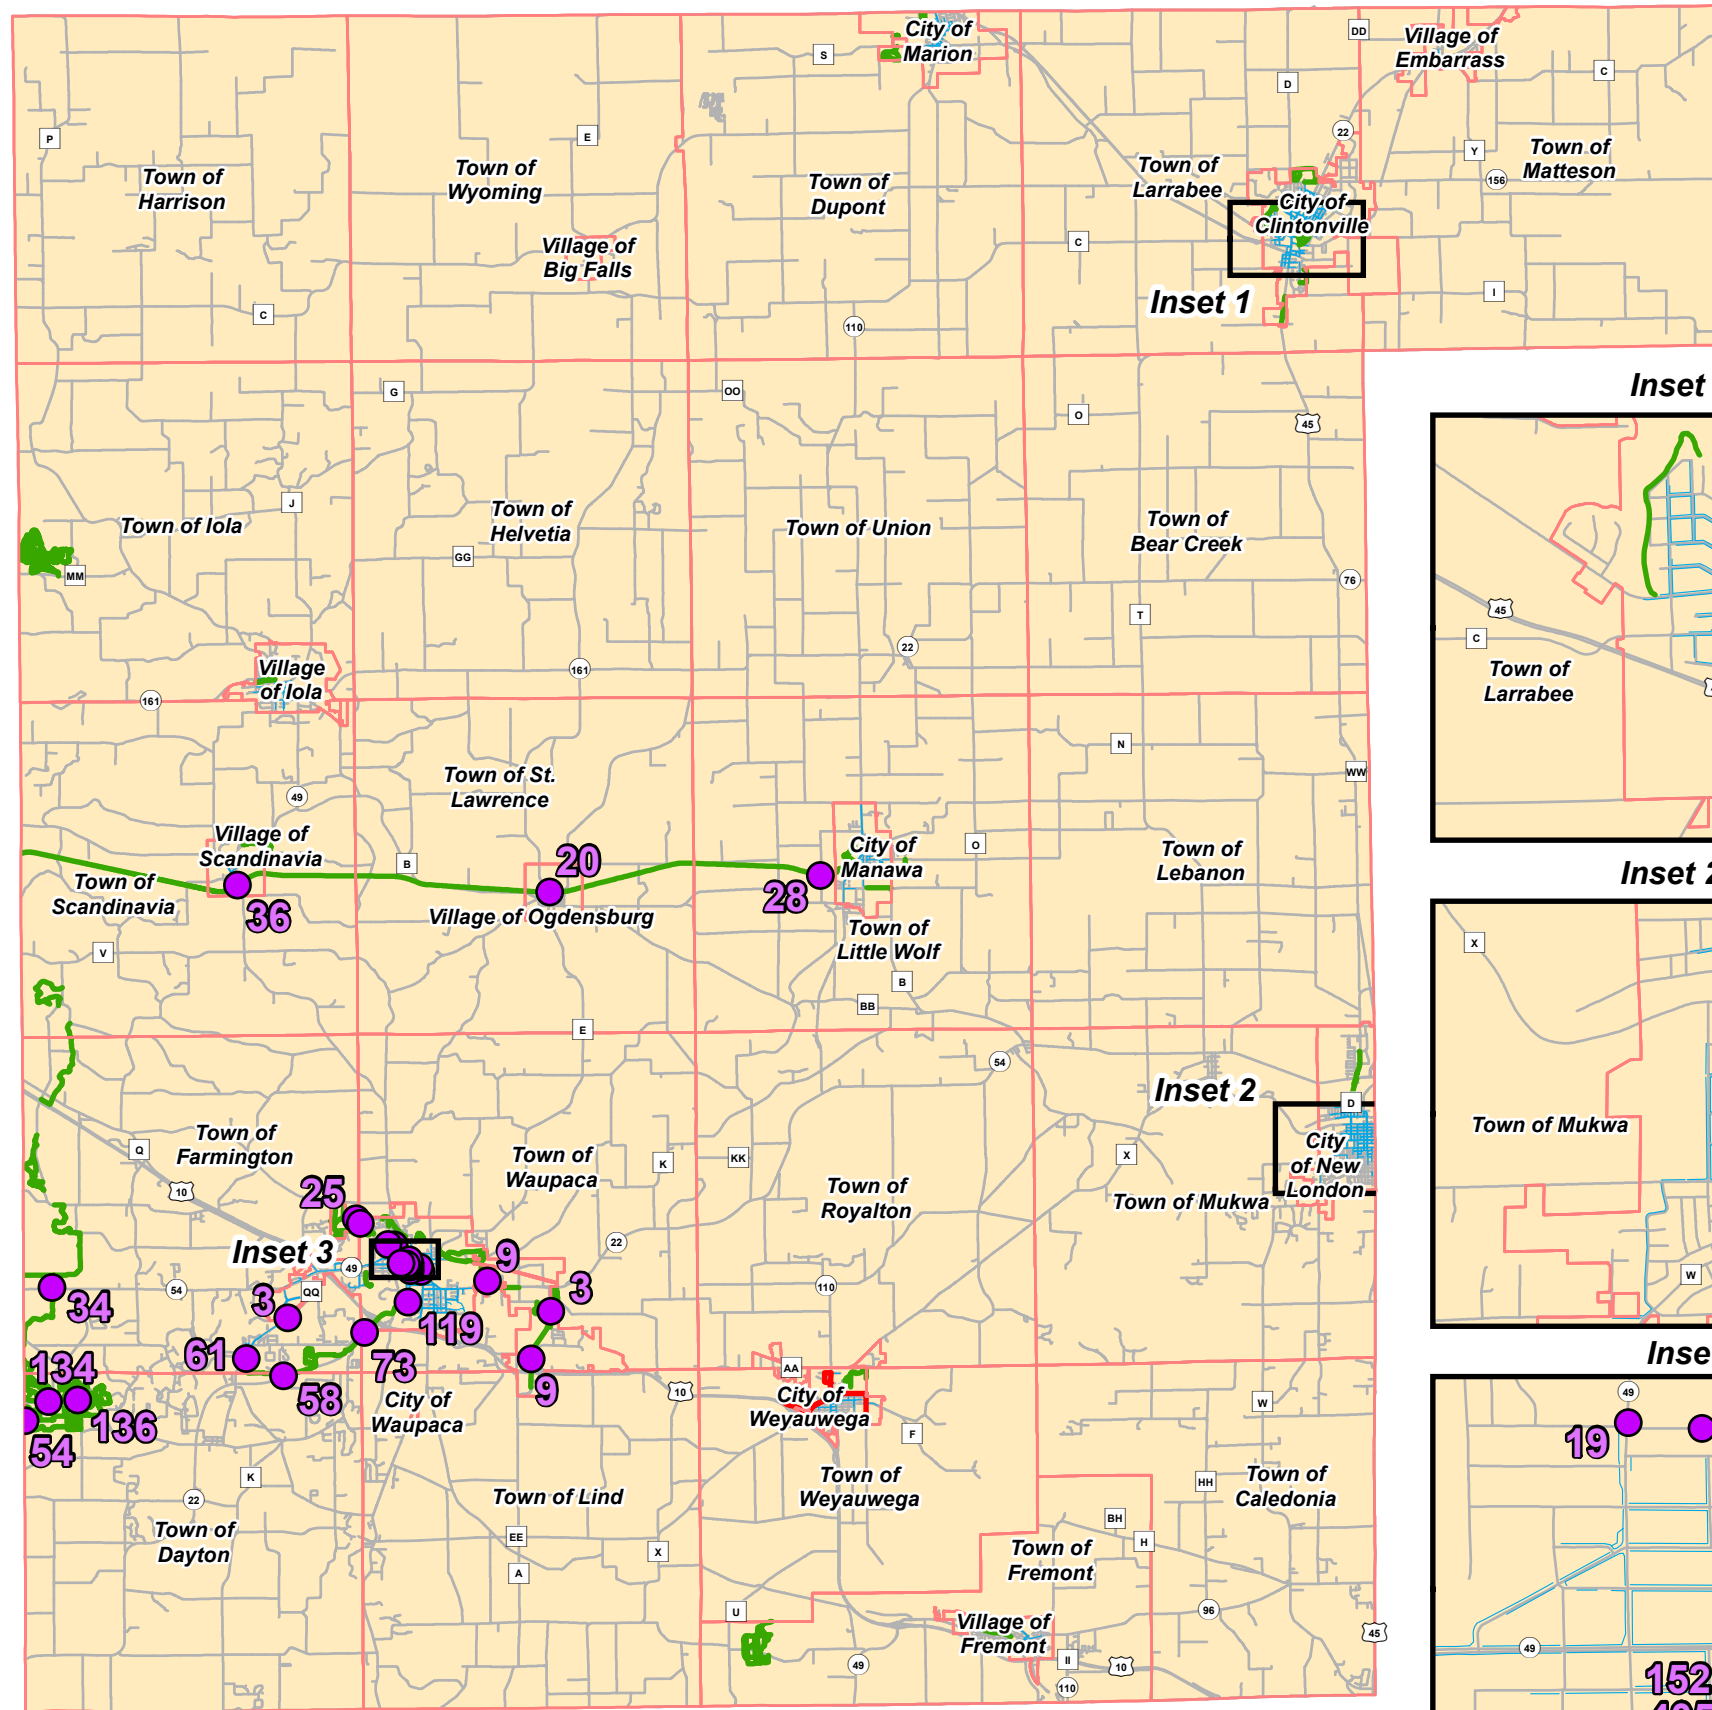 City of
Marion
S
DD
Village of
Embarrass
D
C
P
E
22
Y
Town of
Matteson
Town of
Harrison
Town of
Wyoming
Town of
Dupont
Town of
Larrabee
156
City of
Clintonville
Village of
Big Falls
C
I
Inset 1
C
110
G
OO
O
45
Inset
J
Town of Iola
Town of
Helvetia
Town of Union
Town of
Bear Creek
GG
MM
76
T
45
C
Town of
Larrabee
22
161
Village
of Iola
161
N
WW
Town of St.
Lawrence
49
Village of
Scandinavia
B
20
City of
Manawa
O
Town of
Lebanon
Inset 2
Town of
Scandinavia
36
28
Village of Ogdensburg
Town of
Little Wolf
V
X
B
BB
E
54
Inset 2
D
Town of
Farmington
Q
Town of
Waupaca
K
KK
X
City
of New
London
Town of Mukwa
10
25
Town of
Royalton
Town of Mukwa
Inset 3
49
22
9
W
34
54
QQ
3
3
110
119
61
73
Inse
134
58
9
AA
136
54
City of
Waupaca
10
City of
Weyauwega
F
W
49
19
K
22
Town of
Dayton
Town of Lind
EE
X
A
Town of
Weyauwega
HH
Town of
Caledonia
BH
H
Town of
Fremont
U
Village of
Fremont
96
45
49
II
10
110
49
152